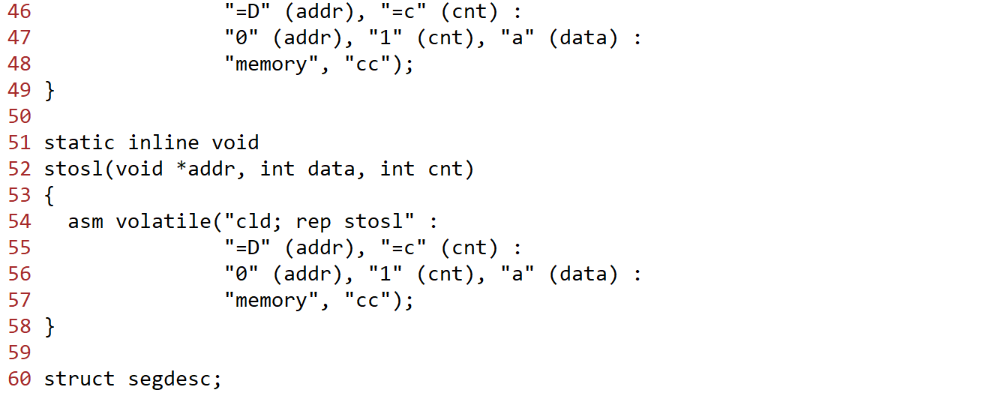 46                 "=D" (addr), "=c" (cnt) :
47                 "0" (addr), "1" (cnt), "a" (data) :
48                 "memory", "cc");
49 }
50
51 static inline void
52 stosl(void *addr, int data, int cnt)
53 {
54   asm volatile("cld; rep stosl" :
55                "=D" (addr), "=c" (cnt) :
56                "0" (addr), "1" (cnt), "a" (data) :
57                "memory", "cc");
58 }
59
60 struct segdesc;